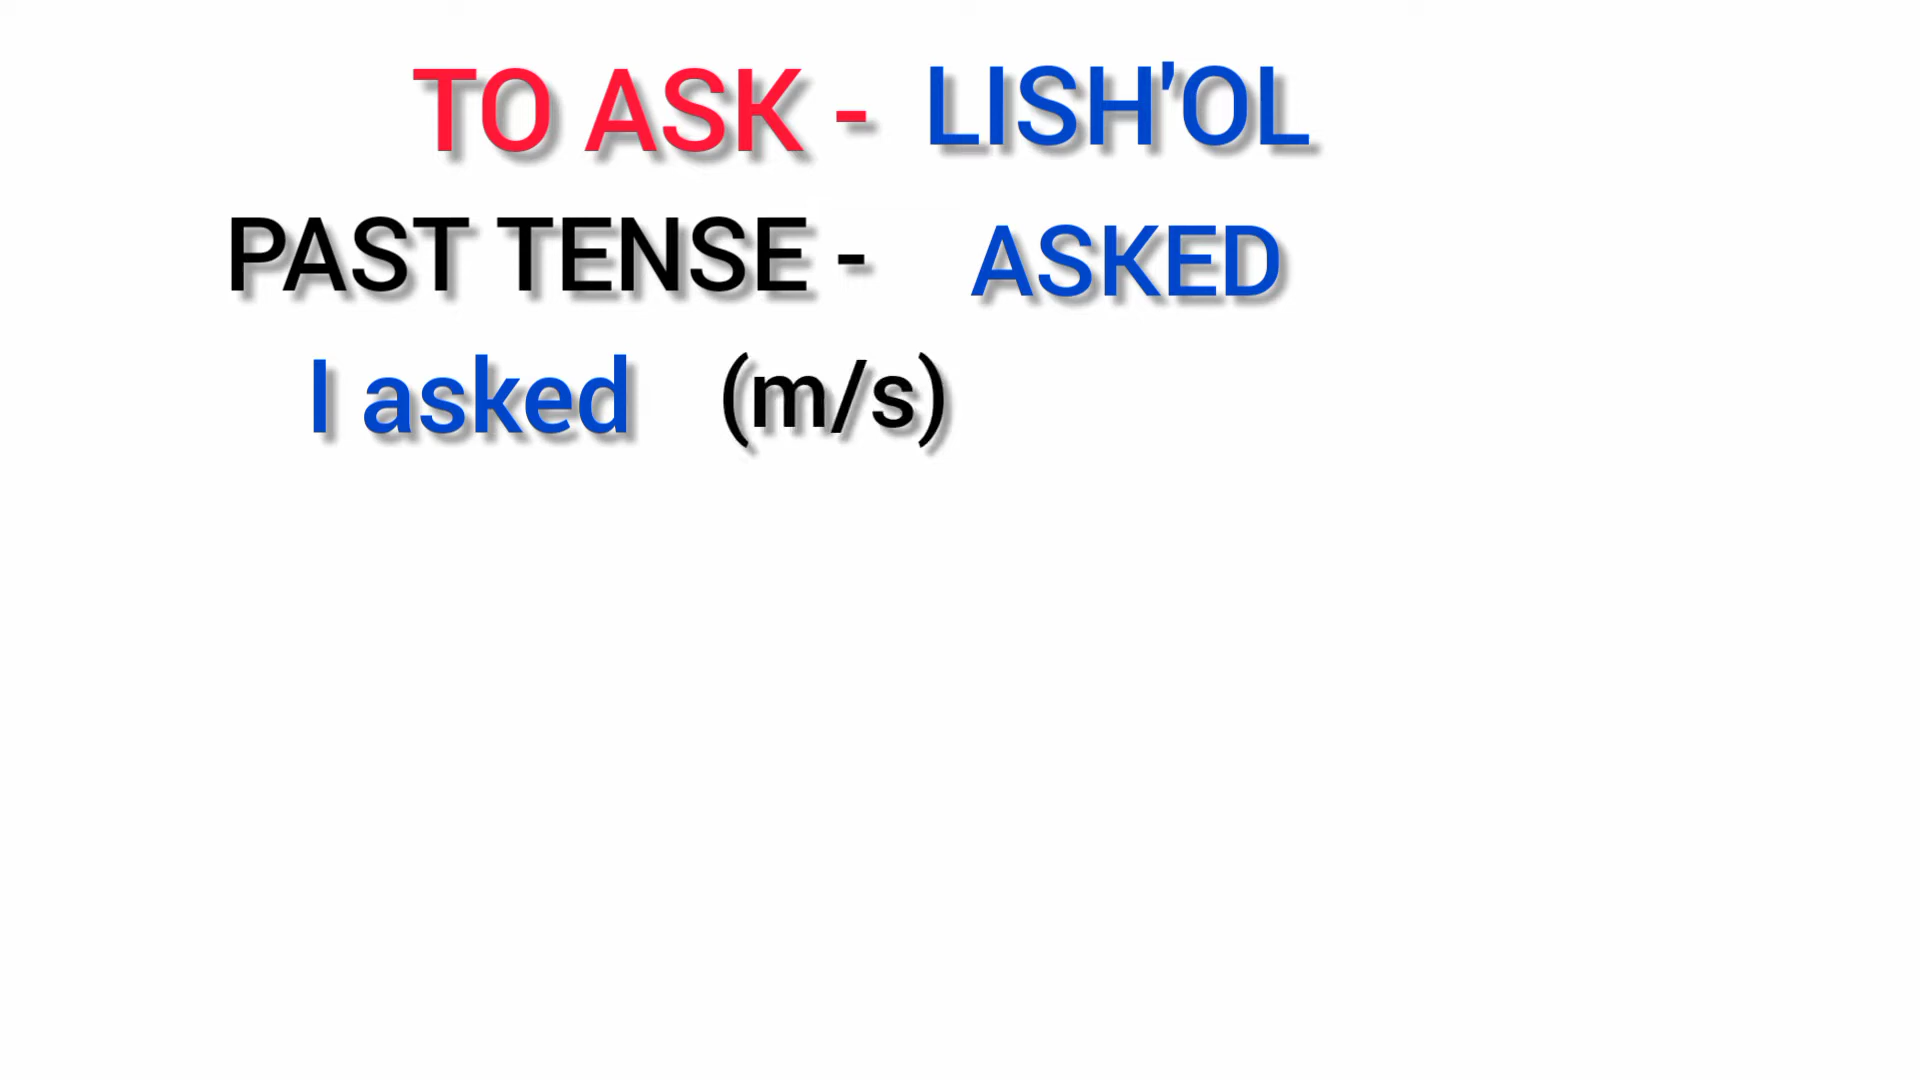 TO ASK - LISH'OL
PAST TENSE - ASKED
I asked (m/s)